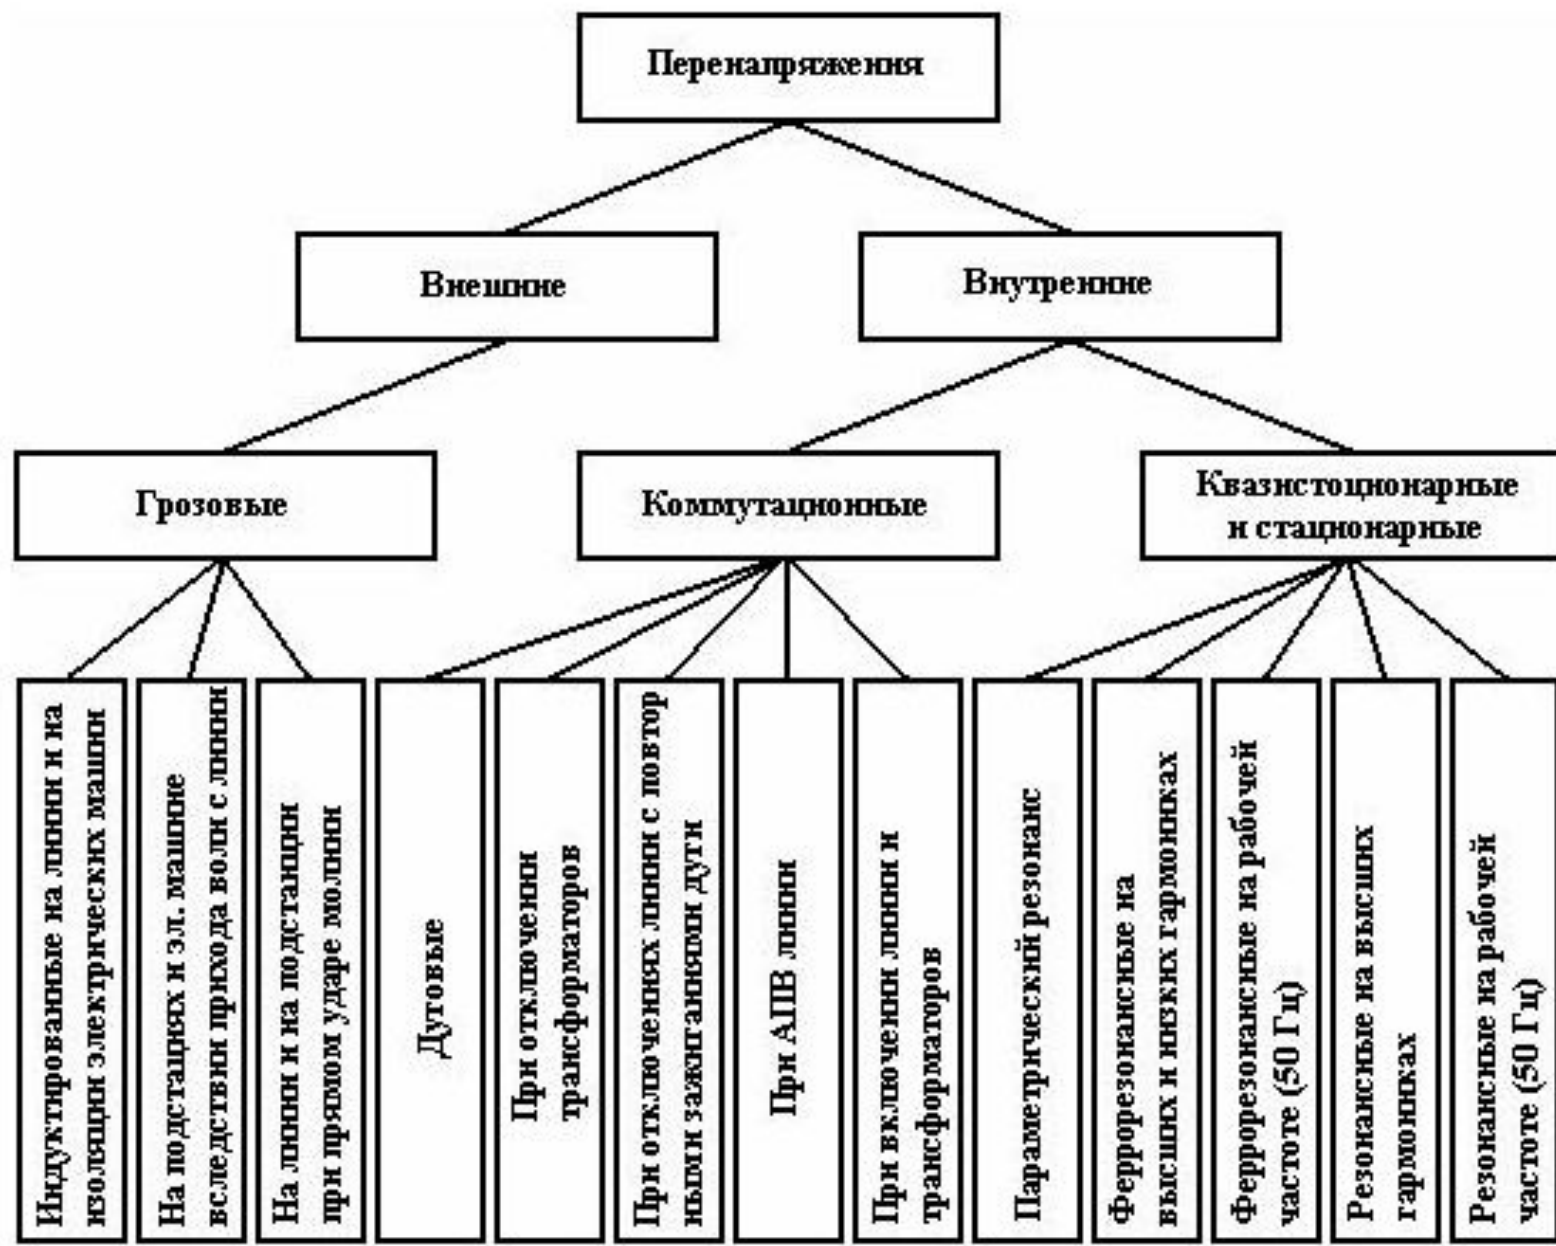 Перенапряжения
Внешние
Внутренние
Грозовые
Коммутационные
Квазистоционарные
и стационарные
Индуктированные на линии и на
изоляции электрических машин
На подстациях и эл. машине
вследствии прихода волн с линии
На линии и на подстанции
при прямом ударе молнии
Дуговые
При отключении
трансформаторов
При отключениях линии с повтор
ными зажиганиями дуги
При АПВ линии
При включении линии и
трансформаторов
Параметрический резонанс
Феррорезонансные на
высших и низких гармониках
Феррорезонансные на рабочей
частоте (50 Гц)
Резонансные на высших
гармониках
Резонансные на рабочей
частоте (50 Гц)